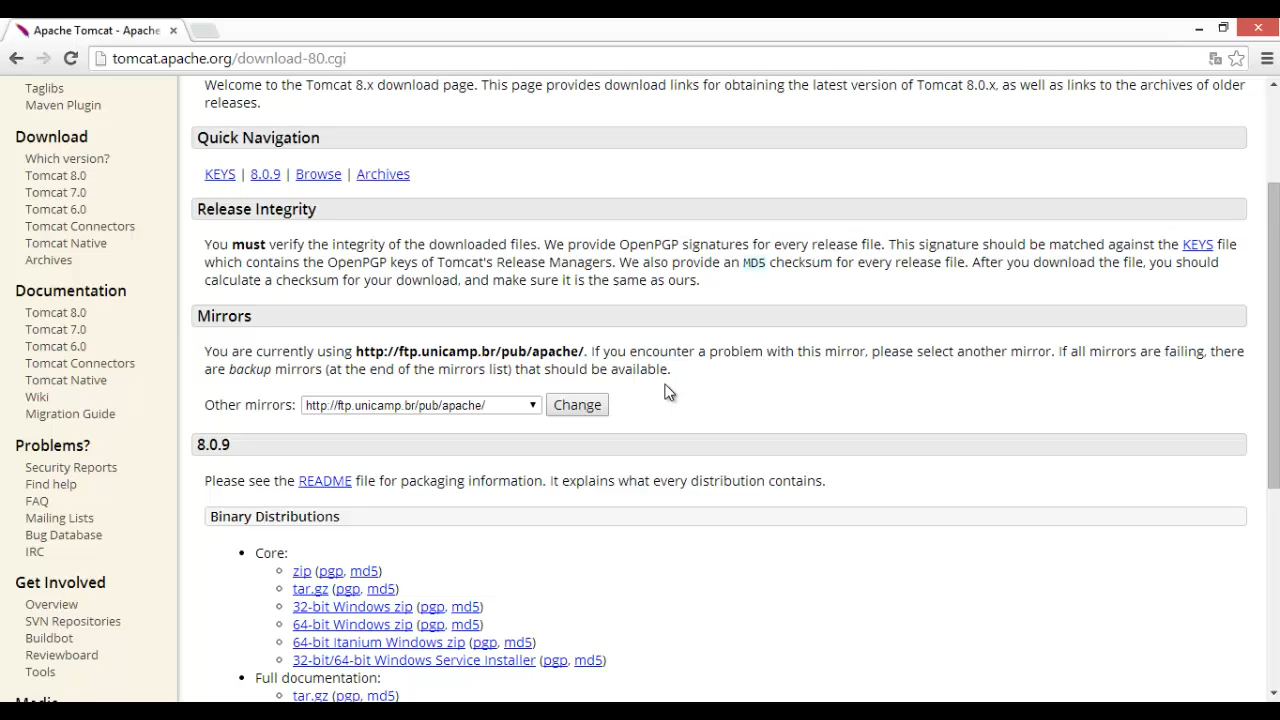 Apache Tomcat - Apache
tomcat.apache.org/download-80.cgi
Taglibs
Maven Plugin
Download
Which version?
Tomcat 8.0
Tomcat 7.0
Tomcat 6.0
Tomcat Connectors
Tomcat Native
Archives
Documentation
Tomcat 8.0
Tomcat 7.0
Tomcat 6.0
Tomcat Connectors
Tomcat Native
Wiki
Migration Guide
Problems?
Security Reports
Find help
FAQ
Mailing Lists
Bug Database
IRC
Get Involved
Overview
SVN Repositories
Buildbot
Reviewboard
Tools
Media
Welcome to the Tomcat 8.x download page. This page provides download links for obtaining the latest version of Tomcat 8.0.x, as well as links to the archives of older
releases.
Quick Navigation
KEYS | 8.0.9 | Browse | Archives
Release Integrity
You must verify the integrity of the downloaded files. We provide OpenPGP signatures for every release file. This signature should be matched against the KEYS file
which contains the OpenPGP keys of Tomcat's Release Managers. We also provide an MD5 checksum for every release file. After you download the file, you should
calculate a checksum for your download, and make sure it is the same as ours.
Mirrors
You are currently using http://ftp.unicamp.br/pub/apache/. If you encounter a problem with this mirror, please select another mirror. If all mirrors are failing, there
are backup mirrors (at the end of the mirrors list) that should be available.
Other mirrors: http://ftp.unicamp.br/pub/apache/ Change
8.0.9
Please see the README file for packaging information. It explains what every distribution contains.
Binary Distributions
Core:
zip (pgp, md5)
tar.gz (pgp, md5)
32-bit Windows zip (pgp, md5)
64-bit Windows zip (pgp, md5)
64-bit Itanium Windows zip (pgp, md5)
32-bit/64-bit Windows Service Installer (pgp, md5)
Full documentation:
tar.gz (pgp, md5)